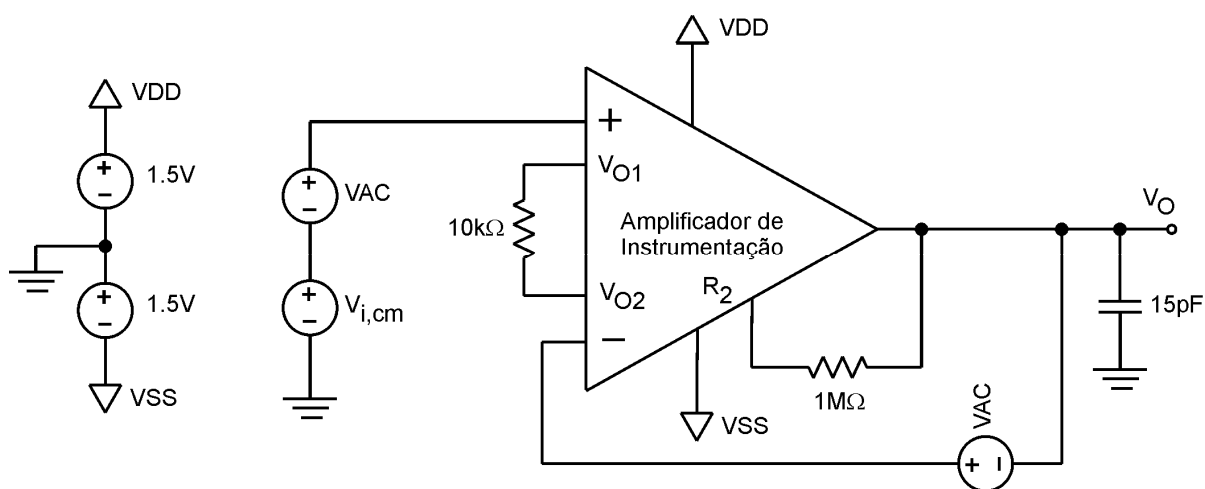 VDD
1.5V
1.5V
VSS
VAC
V_i,cm
10kΩ
VDD
+
V_O1
Amplificador de
Instrumentação
V_O2
R_2
−
VSS
1MΩ
VAC
V_O
15pF